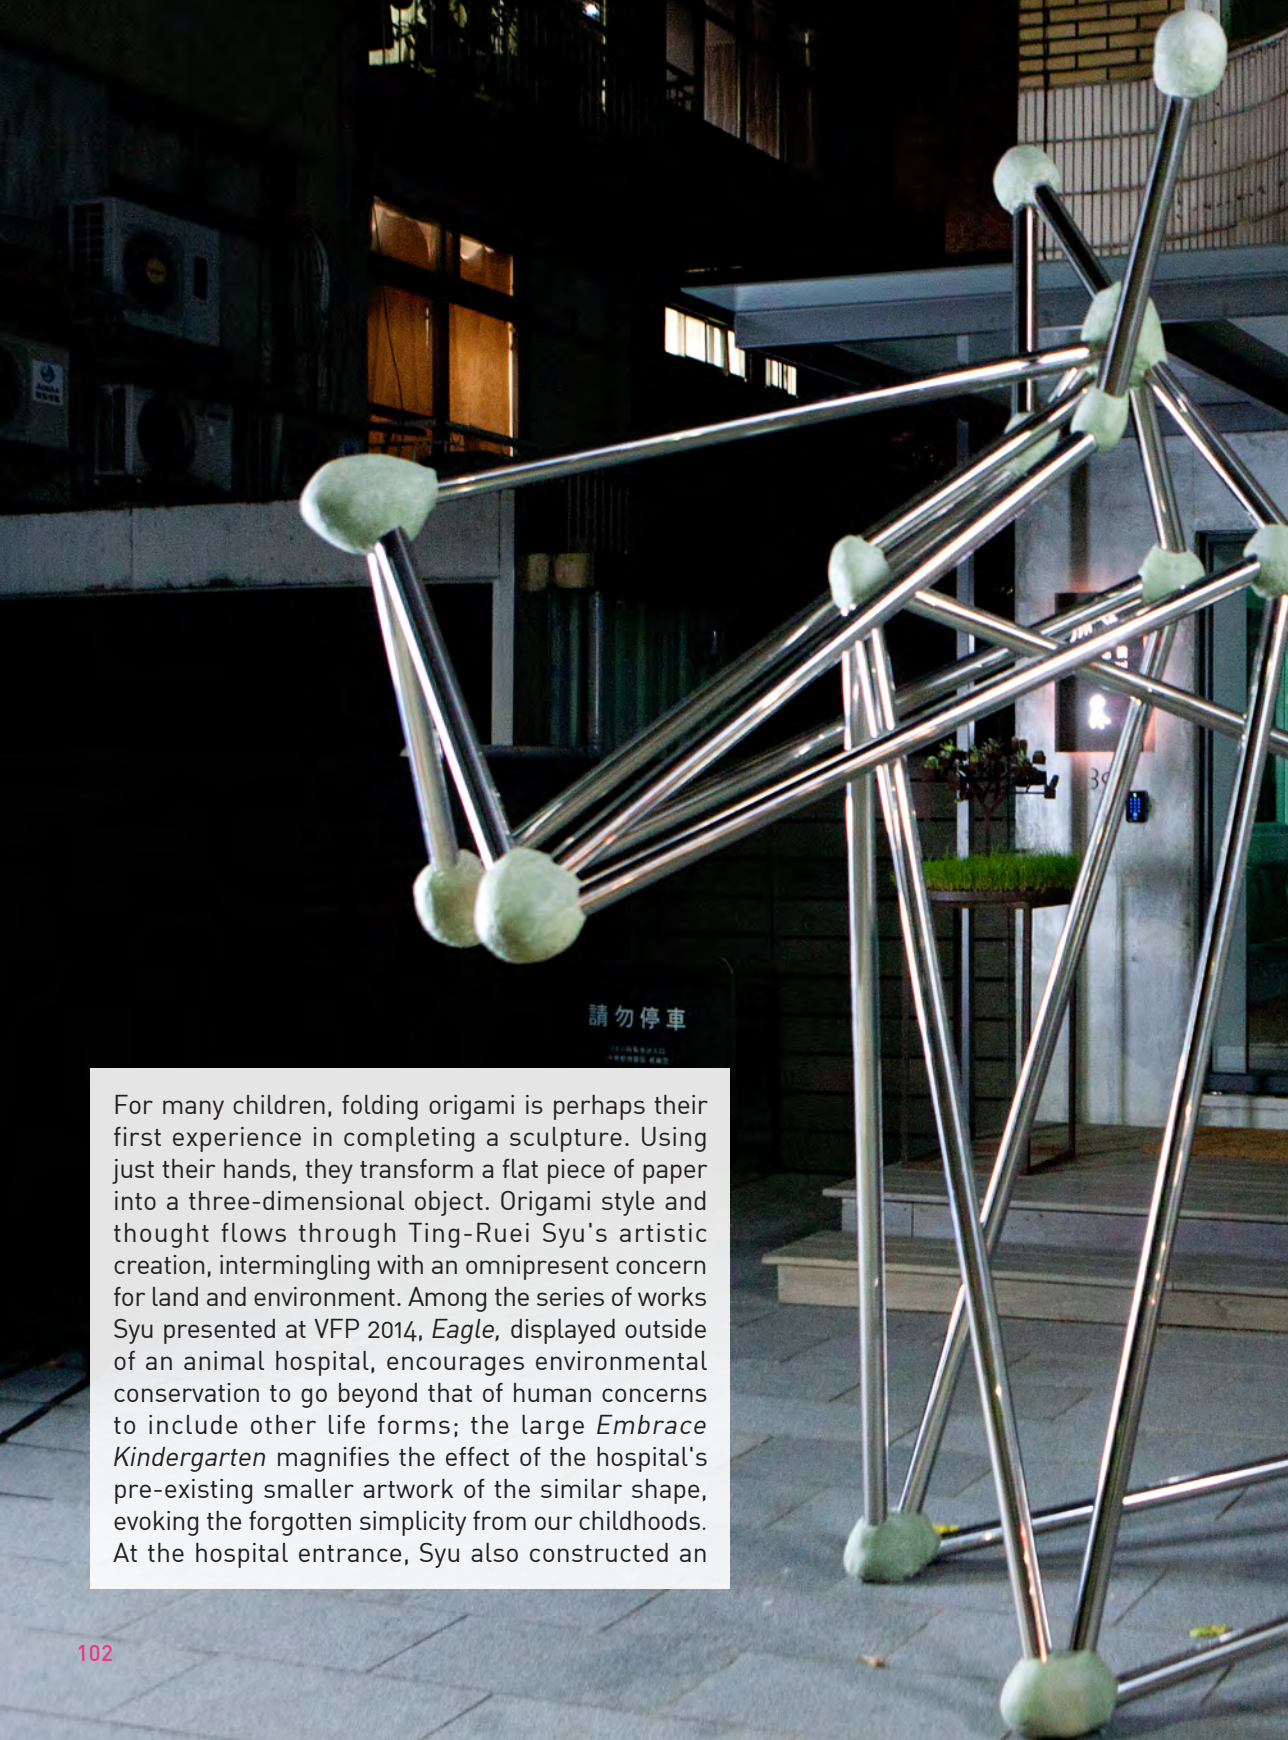 請勿停車
For many children, folding origami is perhaps their
first experience in completing a sculpture. Using
just their hands, they transform a flat piece of paper
into a three-dimensional object. Origami style and
thought flows through Ting-Ruei Syu's artistic
creation, intermingling with an omnipresent concern
for land and environment. Among the series of works
Syu presented at VFP 2014, Eagle, displayed outside
of an animal hospital, encourages environmental
conservation to go beyond that of human concerns
to include other life forms; the large Embrace
Kindergarten magnifies the effect of the hospital's
pre-existing smaller artwork of the similar shape,
evoking the forgotten simplicity from our childhoods.
At the hospital entrance, Syu also constructed an
102